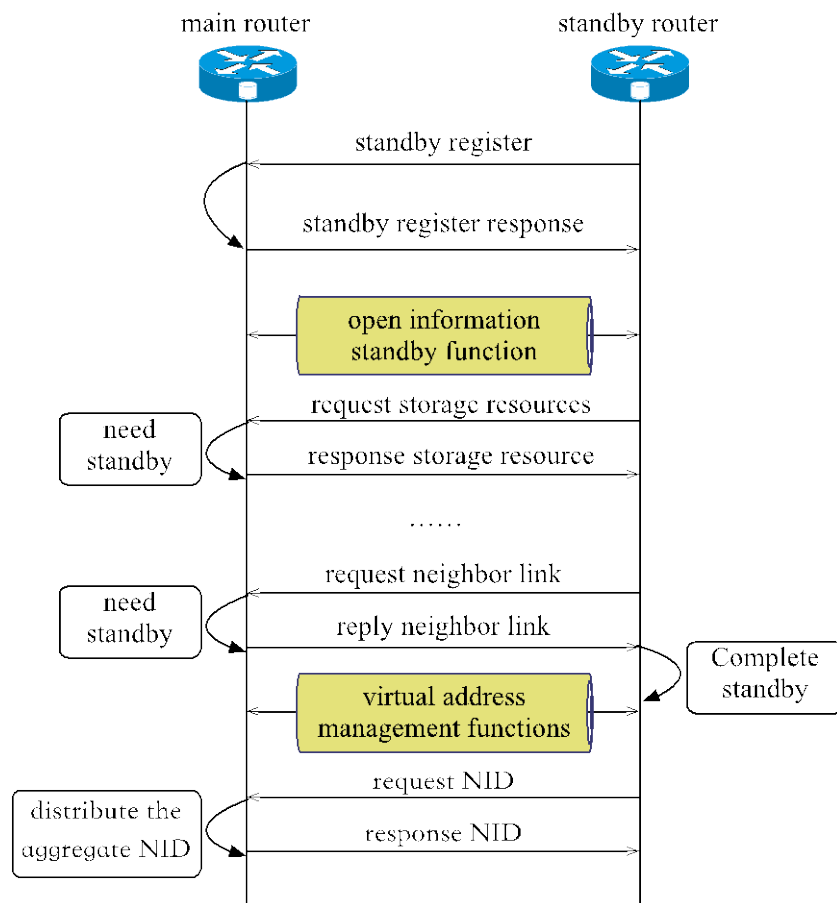 main router
standby router
standby register
standby register response
open information
standby function
request storage resources
need
standby
response storage resource
......
request neighbor link
need
standby
reply neighbor link
Complete
standby
virtual address
management functions
request NID
distribute the
aggregate NID
response NID